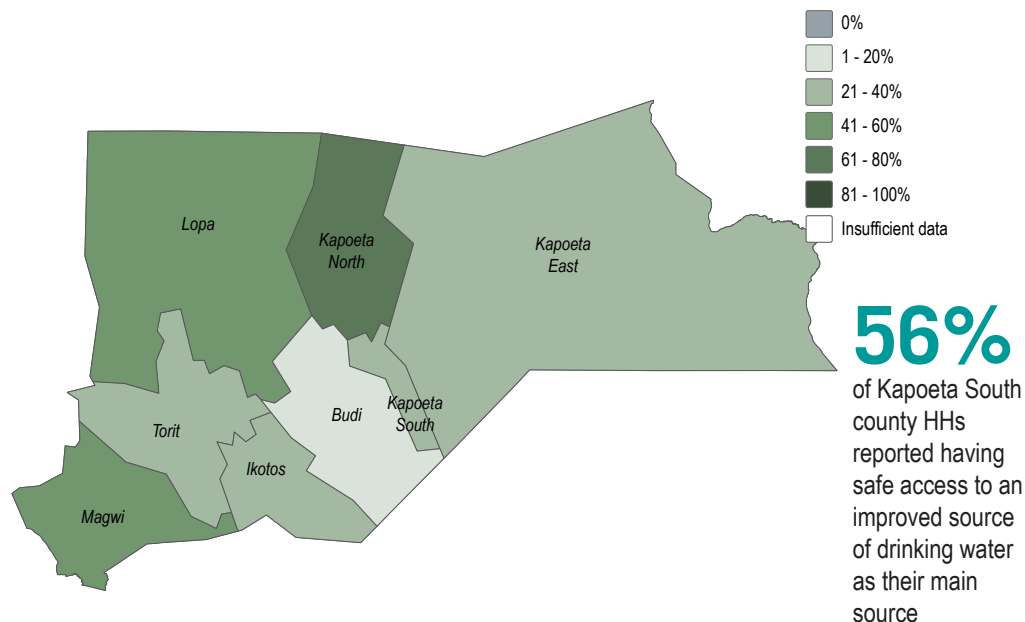 0%
1 - 20%
21 - 40%
41 - 60%
61 - 80%
81 - 100%
Insufficient data
Lopa
Kapoeta
North
Kapoeta
East
Kapoeta
South
Budi
Torit
Ikotos
Magwi
56%
of Kapoeta South
county HHs
reported having
safe access to an
improved source
of drinking water
as their main
source